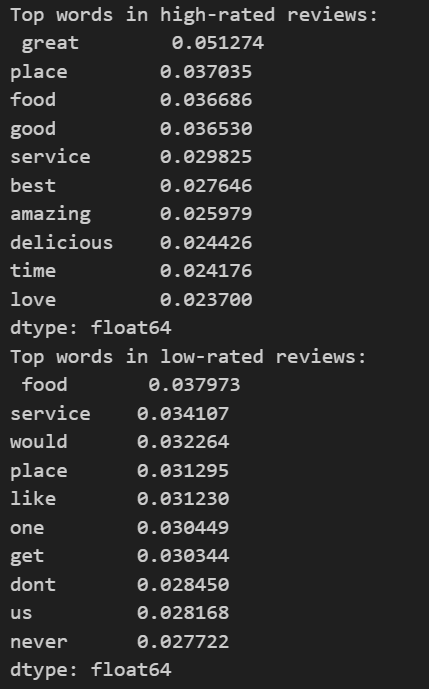 Top words in high-rated reviews:
 great        0.051274
place        0.037035
food         0.036686
good         0.036530
service      0.029825
best         0.027646
amazing      0.025979
delicious    0.024426
time         0.024176
love         0.023700
dtype: float64
Top words in low-rated reviews:
 food       0.037973
service    0.034107
would      0.032264
place      0.031295
like       0.031230
one        0.030449
get        0.030344
dont       0.028450
us         0.028168
never      0.027722
dtype: float64